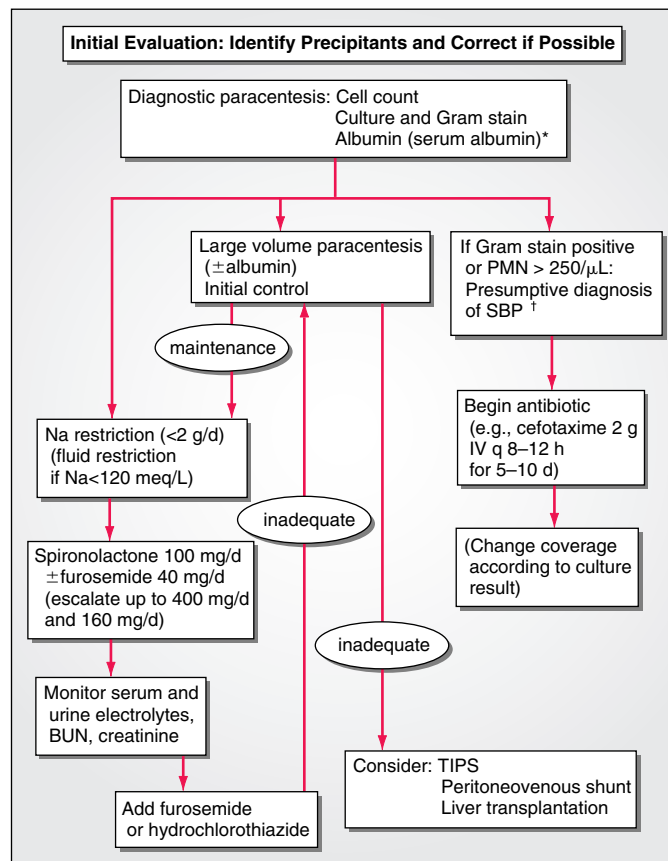 Initial Evaluation: Identify Precipitants and Correct if Possible
Diagnostic paracentesis: Cell count
Culture and Gram stain
Albumin (serum albumin)*
Large volume paracentesis
(±albumin)
Initial control
If Gram stain positive
or PMN > 250/μL:
Presumptive diagnosis
of SBP †
maintenance
Na restriction (<2 g/d)
(fluid restriction
if Na<120 meq/L)
Begin antibiotic
(e.g., cefotaxime 2 g
IV q 8–12 h
for 5–10 d)
inadequate
Spironolactone 100 mg/d
±furosemide 40 mg/d
(escalate up to 400 mg/d
and 160 mg/d)
(Change coverage
according to culture
result)
inadequate
Monitor serum and
urine electrolytes,
BUN, creatinine
Add furosemide
or hydrochlorothiazide
Consider: TIPS
Peritoneovenous shunt
Liver transplantation